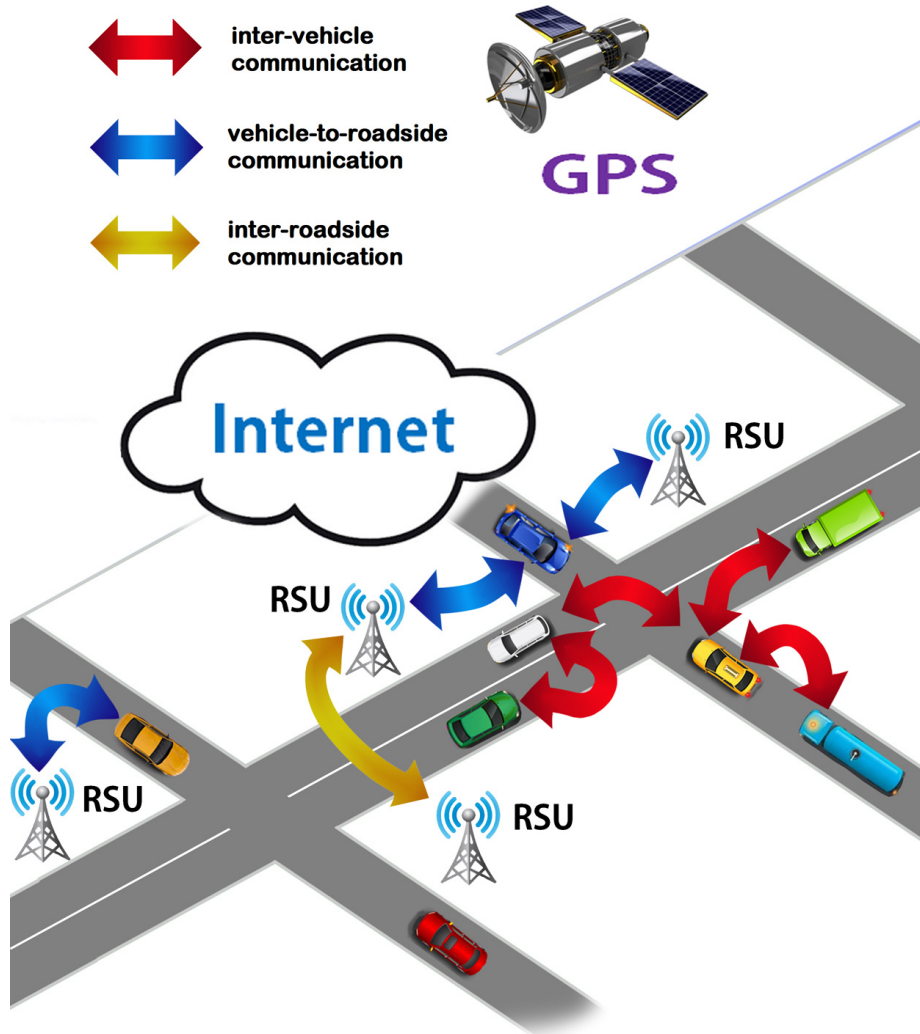 inter-vehicle
communication
vehicle-to-roadside
communication
inter-roadside
communication
GPS
Internet
RSU
RSU
RSU
RSU